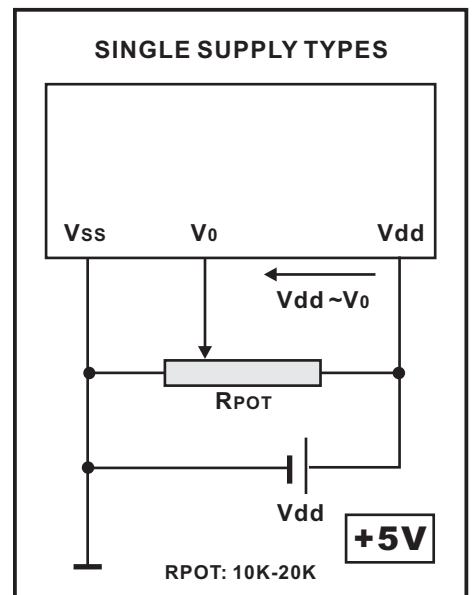 SINGLE SUPPLY TYPES
VSS V0 Vdd
Vdd ~V0
RPOT
Vdd
+5V
RPOT: 10K-20K